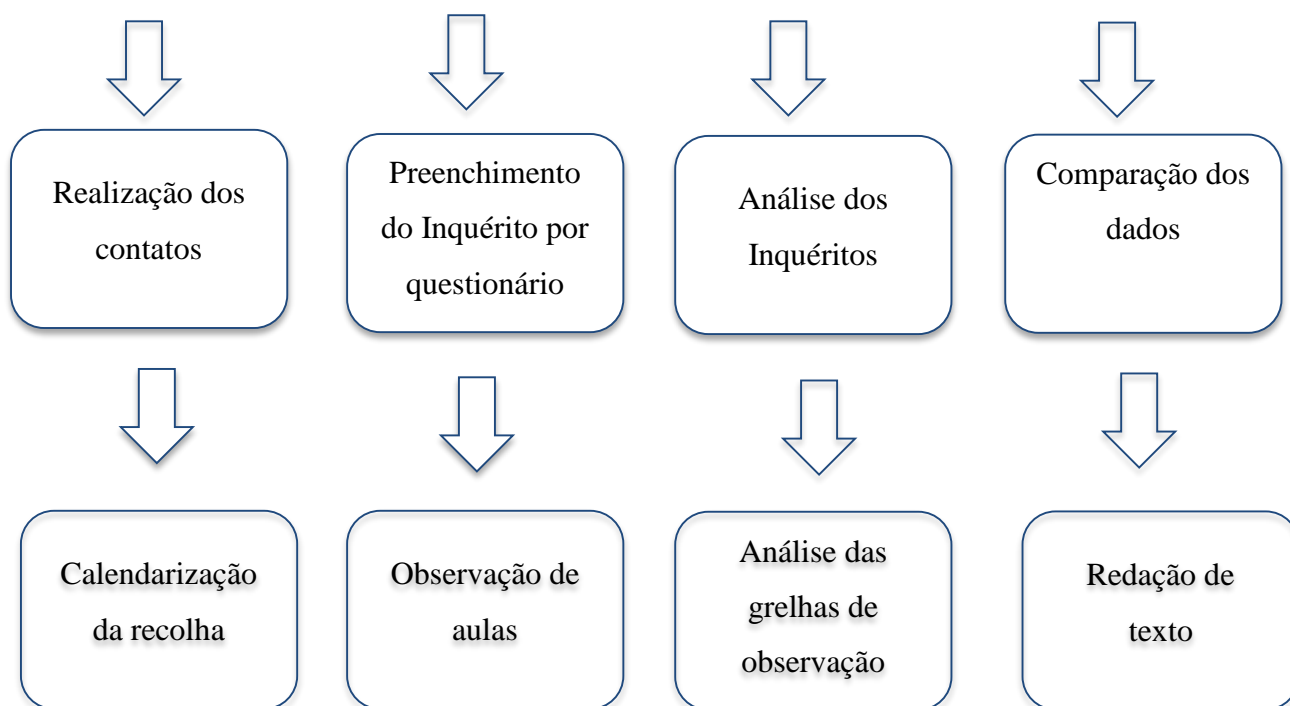 Realização dos
contatos
Preenchimento
do Inquérito por
questionário
Análise dos
Inquéritos
Comparação dos
dados
Calendarização
da recolha
Observação de
aulas
Análise das
grelhas de
observação
Redação de
texto